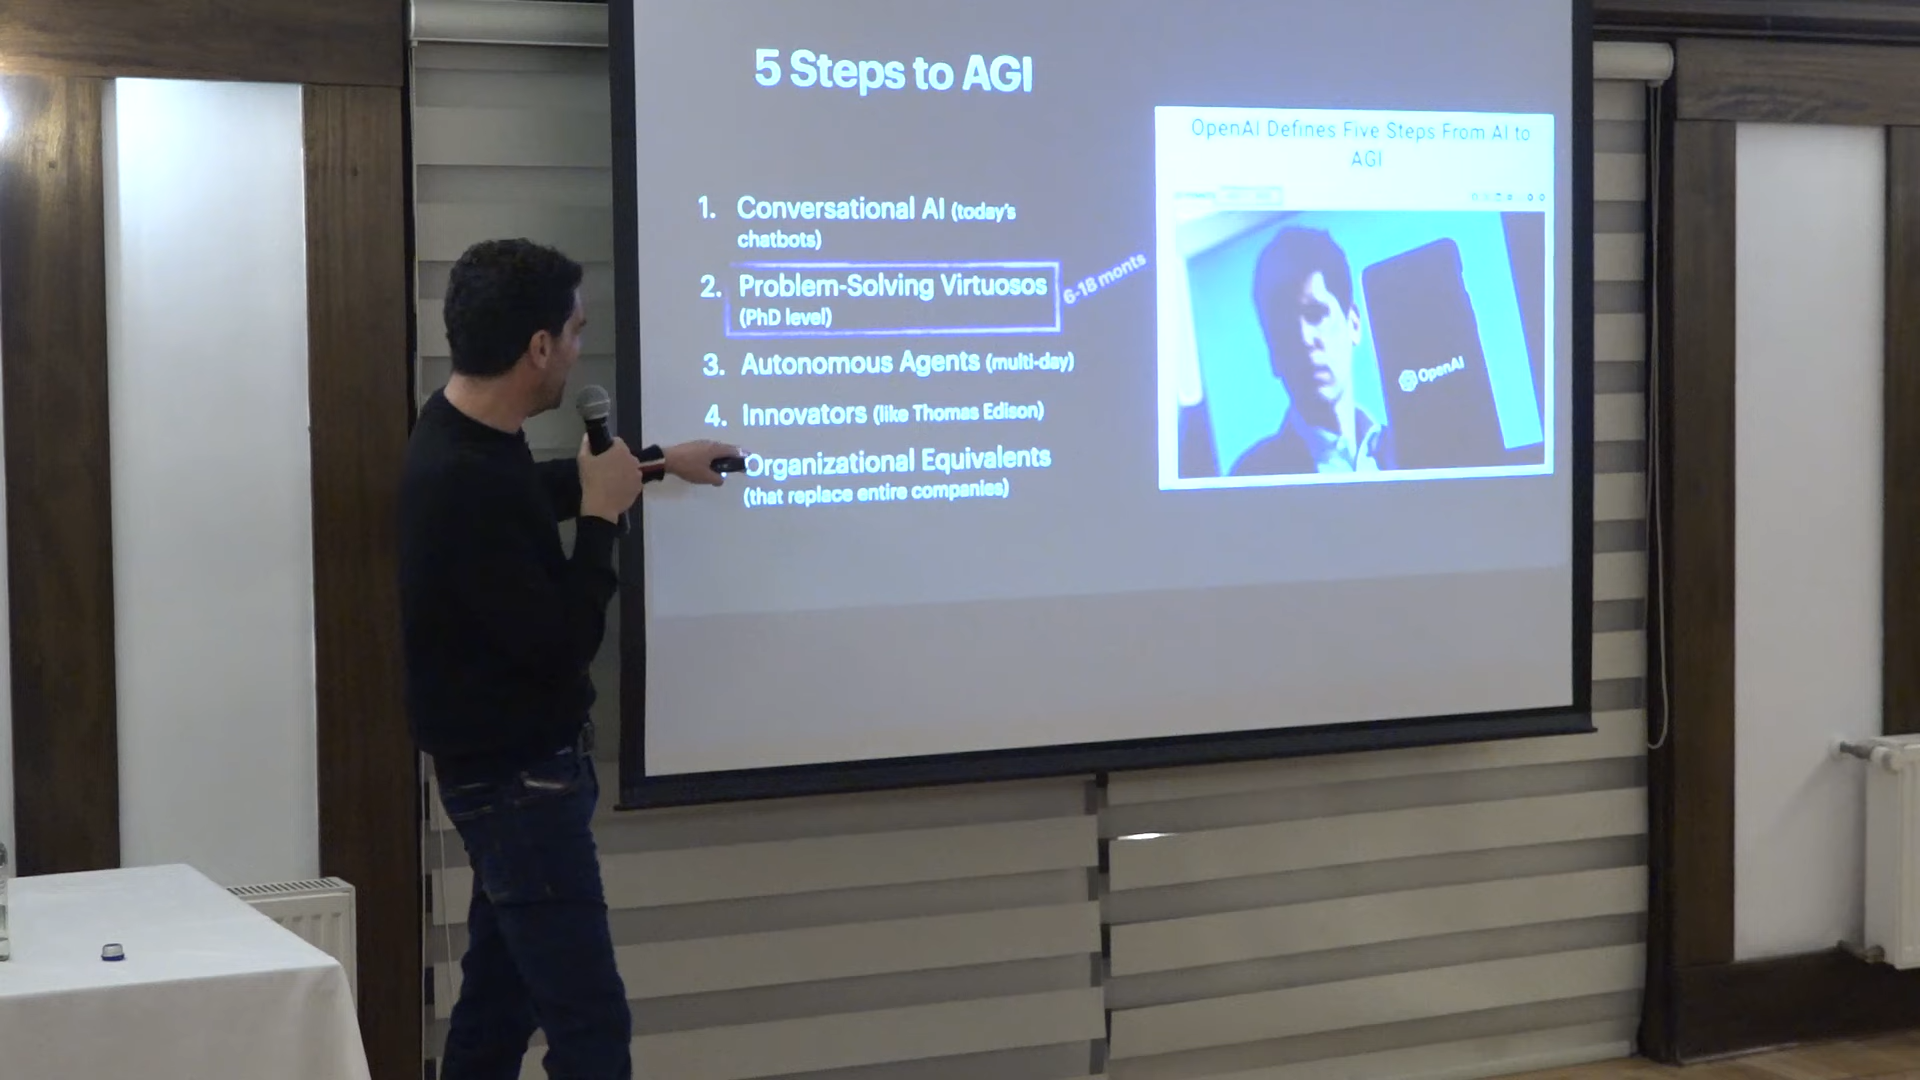 5 Steps to AGI
1. Conversational AI (today's
chatbots)
2. Problem-Solving Virtuosos
(PhD level)
6-18 monts
3. Autonomous Agents (multi-day)
4. Innovators (like Thomas Edison)
Organizational Equivalents
(that replace entire companies)
OpenAI Defines Five Steps From AI to
AGI
OpenAI